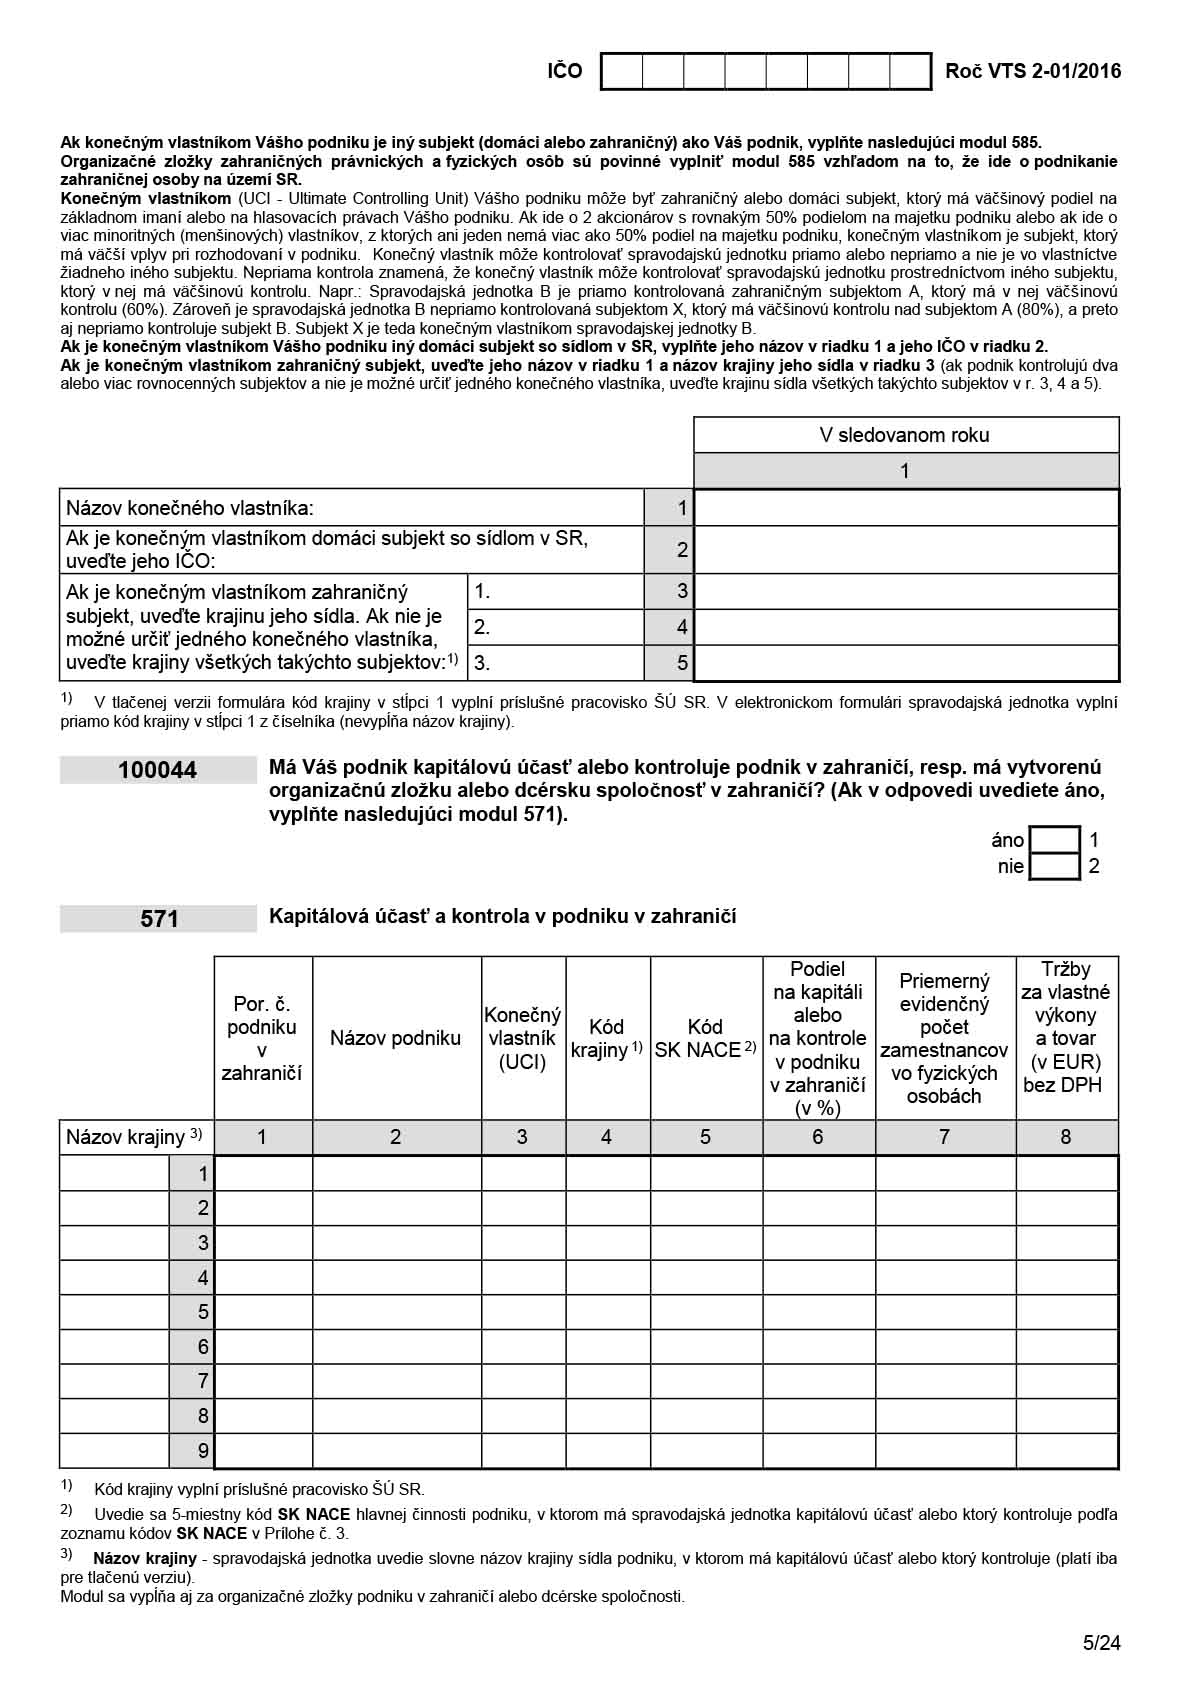 IČO Roč VTS 2-01/2016
Ak konečným vlastníkom Vášho podniku je iný subjekt (domáci alebo zahraničný) ako Váš podnik, vyplňte nasledujúci modul 585.
Organizačné zložky zahraničných právnických a fyzických osôb sú povinné vyplniť modul 585 vzhľadom na to, že ide o podnikanie
zahraničnej osoby na území SR.
Konečným vlastníkom (UCI - Ultimate Controlling Unit) Vášho podniku môže byť zahraničný alebo domáci subjekt, ktorý má väčšinový podiel na
základnom imaní alebo na hlasovacích právach Vášho podniku. Ak ide o 2 akcionárov s rovnakým 50% podielom na majetku podniku alebo ak ide o
viac minoritných (menšinových) vlastníkov, z ktorých ani jeden nemá viac ako 50% podiel na majetku podniku, konečným vlastníkom je subjekt, ktorý
má väčší vplyv pri rozhodovaní v podniku. Konečný vlastník môže kontrolovať spravodajskú jednotku priamo alebo nepriamo a nie je vo vlastníctve
žiadneho iného subjektu. Nepriama kontrola znamená, že konečný vlastník môže kontrolovať spravodajskú jednotku prostredníctvom iného subjektu,
ktorý v nej má väčšinovú kontrolu. Napr.: Spravodajská jednotka B je priamo kontrolovaná zahraničným subjektom A, ktorý má v nej väčšinovú
kontrolu (60%). Zároveň je spravodajská jednotka B nepriamo kontrolovaná subjektom X, ktorý má väčšinovú kontrolu nad subjektom A (80%), a preto
aj nepriamo kontroluje subjekt B. Subjekt X je teda konečným vlastníkom spravodajskej jednotky B.
Ak je konečným vlastníkom Vášho podniku iný domáci subjekt so sídlom v SR, vyplňte jeho názov v riadku 1 a jeho IČO v riadku 2.
Ak je konečným vlastníkom zahraničný subjekt, uveďte jeho názov v riadku 1 a názov krajiny jeho sídla v riadku 3 (ak podnik kontrolujú dva
alebo viac rovnocenných subjektov a nie je možné určiť jedného konečného vlastníka, uveďte krajinu sídla všetkých takýchto subjektov v r. 3, 4 a 5).
V sledovanom roku
1
Názov konečného vlastníka: 1
Ak je konečným vlastníkom domáci subjekt so sídlom v SR,
uveďte jeho IČO: 2
Ak je konečným vlastníkom zahraničný
subjekt, uveďte krajinu jeho sídla. Ak nie je
možné určiť jedného konečného vlastníka,
uveďte krajiny všetkých takýchto subjektov:1)
1. 3
2. 4
3. 5
1) V tlačenej verzii formulára kód krajiny v stĺpci 1 vyplní príslušné pracovisko ŠÚ SR. V elektronickom formulári spravodajská jednotka vyplní
priamo kód krajiny v stĺpci 1 z číselníka (nevypĺňa názov krajiny).
100044
Má Váš podnik kapitálovú účasť alebo kontroluje podnik v zahraničí, resp. má vytvorenú
organizačnú zložku alebo dcérsku spoločnosť v zahraničí? (Ak v odpovedi uvediete áno,
vyplňte nasledujúci modul 571).
áno 1
nie 2
571 Kapitálová účasť a kontrola v podniku v zahraničí
Por. č.
podniku
v
zahraničí
Názov podniku
Konečný
vlastník
(UCI)
Kód
krajiny 1)
Kód
SK NACE 2)
Podiel
na kapitáli
alebo
na kontrole
v podniku
v zahraničí
(v %)
Priemerný
evidenčný
počet
zamestnancov
vo fyzických
osobách
Tržby
za vlastné
výkony
a tovar
(v EUR)
bez DPH
Názov krajiny 3) 1 2 3 4 5 6 7 8
1
2
3
4
5
6
7
8
9
1) Kód krajiny vyplní príslušné pracovisko ŠÚ SR.
2) Uvedie sa 5-miestny kód SK NACE hlavnej činnosti podniku, v ktorom má spravodajská jednotka kapitálovú účasť alebo ktorý kontroluje podľa
zoznamu kódov SK NACE v Prílohe č. 3.
3) Názov krajiny - spravodajská jednotka uvedie slovne názov krajiny sídla podniku, v ktorom má kapitálovú účasť alebo ktorý kontroluje (platí iba
pre tlačenú verziu).
Modul sa vypĺňa aj za organizačné zložky podniku v zahraničí alebo dcérske spoločnosti.
5/24